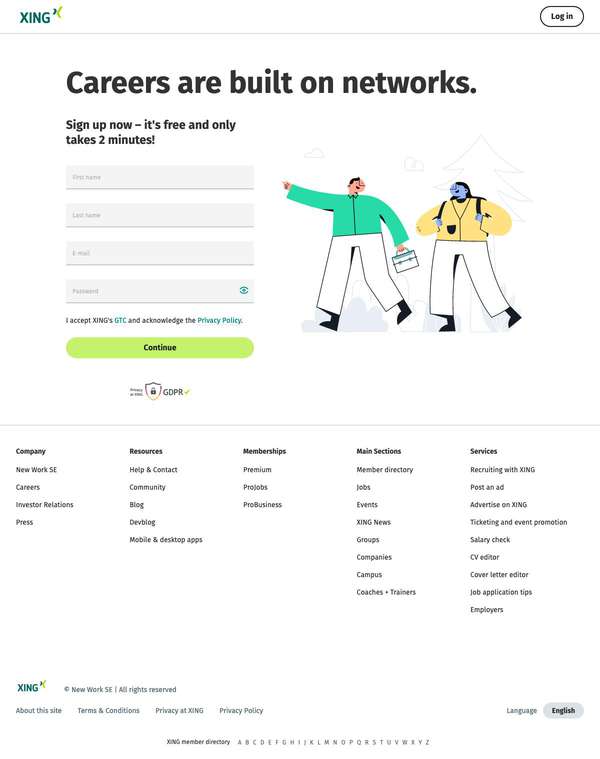 XING
Log in
Careers are built on networks.
Sign up now – it's free and only
takes 2 minutes!
First name
Last name
E-mail
Password
I accept XING's GTC and acknowledge the Privacy Policy.
Continue
Privacy
at XING
GDPR
Company
New Work SE
Careers
Investor Relations
Press
Resources
Help & Contact
Community
Blog
Devblog
Mobile & desktop apps
Memberships
Premium
ProJobs
ProBusiness
Main Sections
Member directory
Jobs
Events
XING News
Groups
Companies
Campus
Coaches + Trainers
Services
Recruiting with XING
Post an ad
Advertise on XING
Ticketing and event promotion
Salary check
CV editor
Cover letter editor
Job application tips
Employers
XING
© New Work SE | All rights reserved
About this site
Terms & Conditions
Privacy at XING
Privacy Policy
Language
English
XING member directory A B C D E F G H I J K L M N O P Q R S T U V W X Y Z